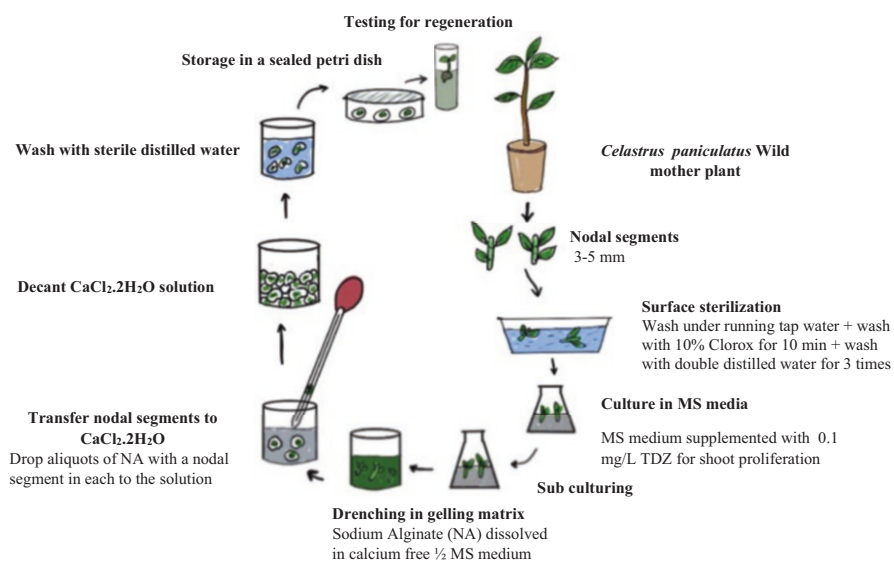 Testing for regeneration
Storage in a sealed petri dish
Wash with sterile distilled water
Decant CaCl₂.2H₂O solution
Transfer nodal segments to
CaCl₂.2H₂O
Drop aliquots of NA with a nodal
segment in each to the solution
Celastrus paniculatus Wild
mother plant
Nodal segments
3-5 mm
Surface sterilization
Wash under running tap water + wash
with 10% Clorox for 10 min + wash
with double distilled water for 3 times
Culture in MS media
MS medium supplemented with 0.1
mg/L TDZ for shoot proliferation
Sub culturing
Drenching in gelling matrix
Sodium Alginate (NA) dissolved
in calcium free ½ MS medium